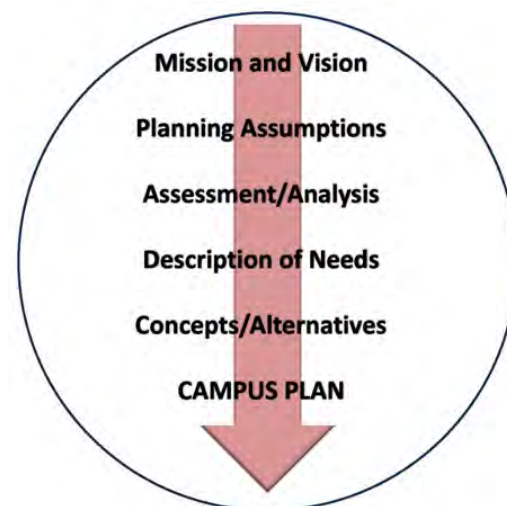 Mission and Vision
Planning Assumptions
Assessment/Analysis
Description of Needs
Concepts/Alternatives
CAMPUS PLAN